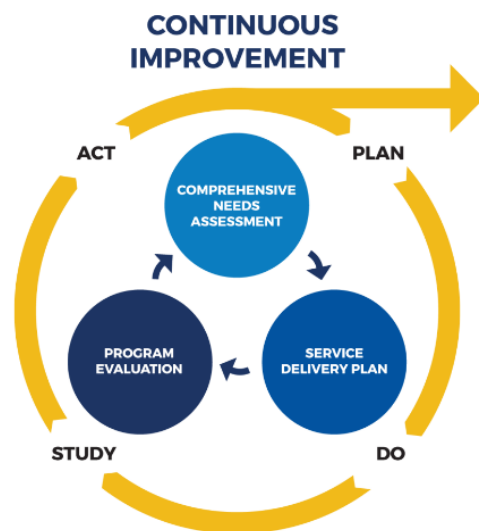 CONTINUOUS
IMPROVEMENT
ACT
PLAN
COMPREHENSIVE
NEEDS
ASSESSMENT
PROGRAM
EVALUATION
SERVICE
DELIVERY PLAN
STUDY
DO